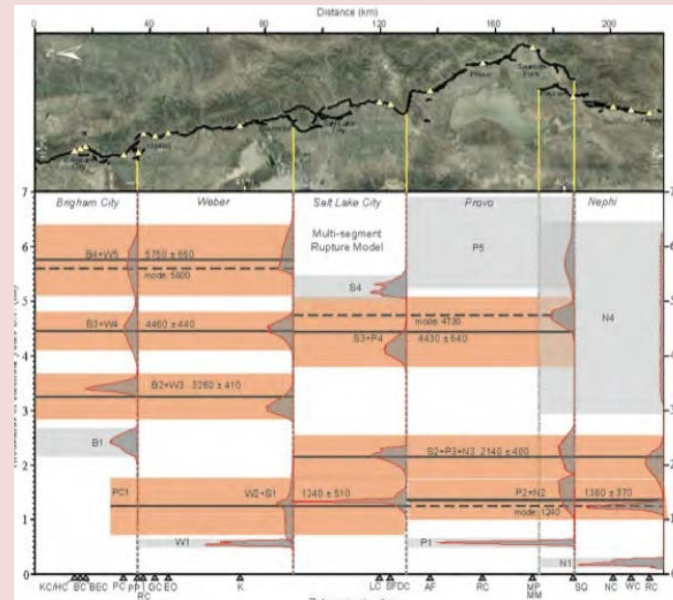 Distance (km)
0 40 80 120 160 200
Provo
Brigham City Weber Salt Lake City Provo Nephi
Multi-segment
Rupture Model
P5
B4+W5 5750 ± 650
mode: 5600
S4
N4
mode: 4730
B3+W4 4460 ± 440
4430 ± 640
S3+P4
B2+W3 3260 ± 410
B1
S2+P3+N3 2140 ± 400
PC1
W2+S1 1240 ± 510
P2+N2 1360 ± 370
mode: 1240
W1
P1
N1
7
6
5
4
3
2
1
0
KC/HC BC BEC PC PP GC EO K LC SFDC AF RC MP SQ NC WC RC
RC MM